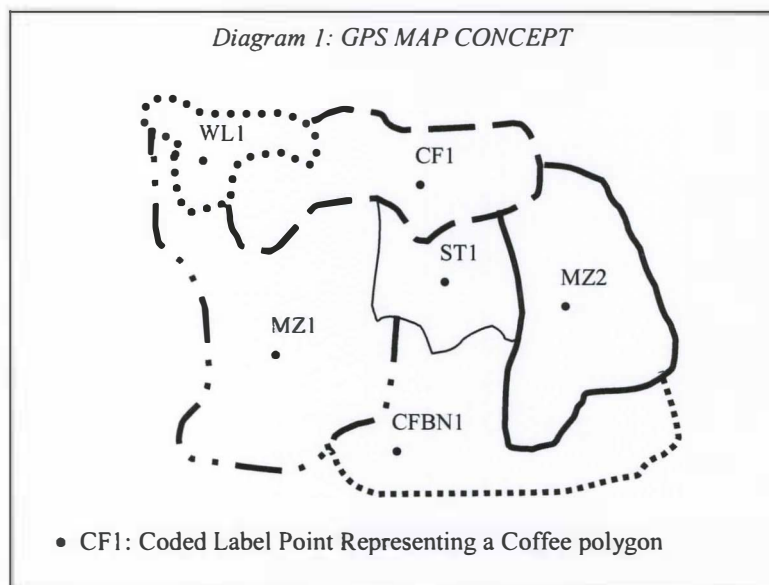 Diagram 1: GPS MAP CONCEPT
WL1
CF1
ST1
MZ2
MZ1
CFBN1
• CF1: Coded Label Point Representing a Coffee polygon